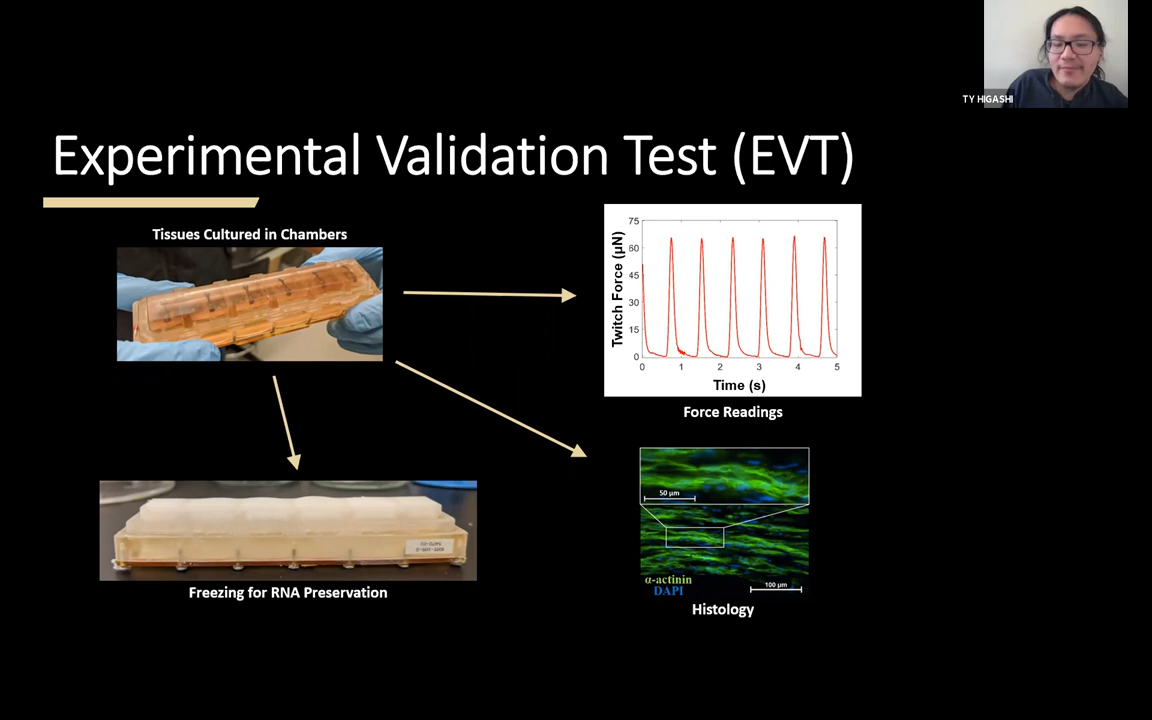 TY HIGASHI
Experimental Validation Test (EVT)
Tissues Cultured in Chambers
75
60
45
30
15
0
Twitch Force (µN)
0 1 2 3 4 5
Time (s)
Force Readings
50 µm
α-actinin
DAPI
100 µm
Histology
Freezing for RNA Preservation